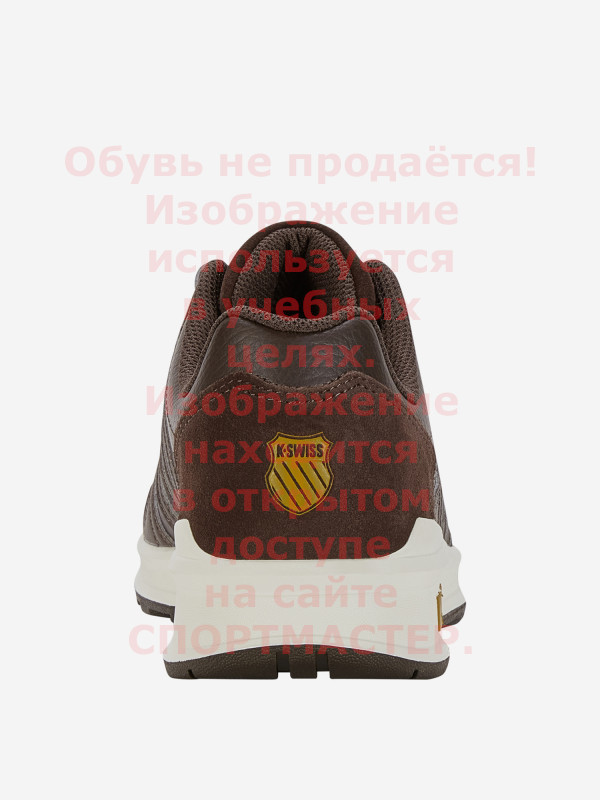 Обувь не продаётся!
Изображение
используется
в учебных
целях.
Изображение
находится
в открытом
доступе
на сайте
СПОРТМАСТЕР.
K·SWISS